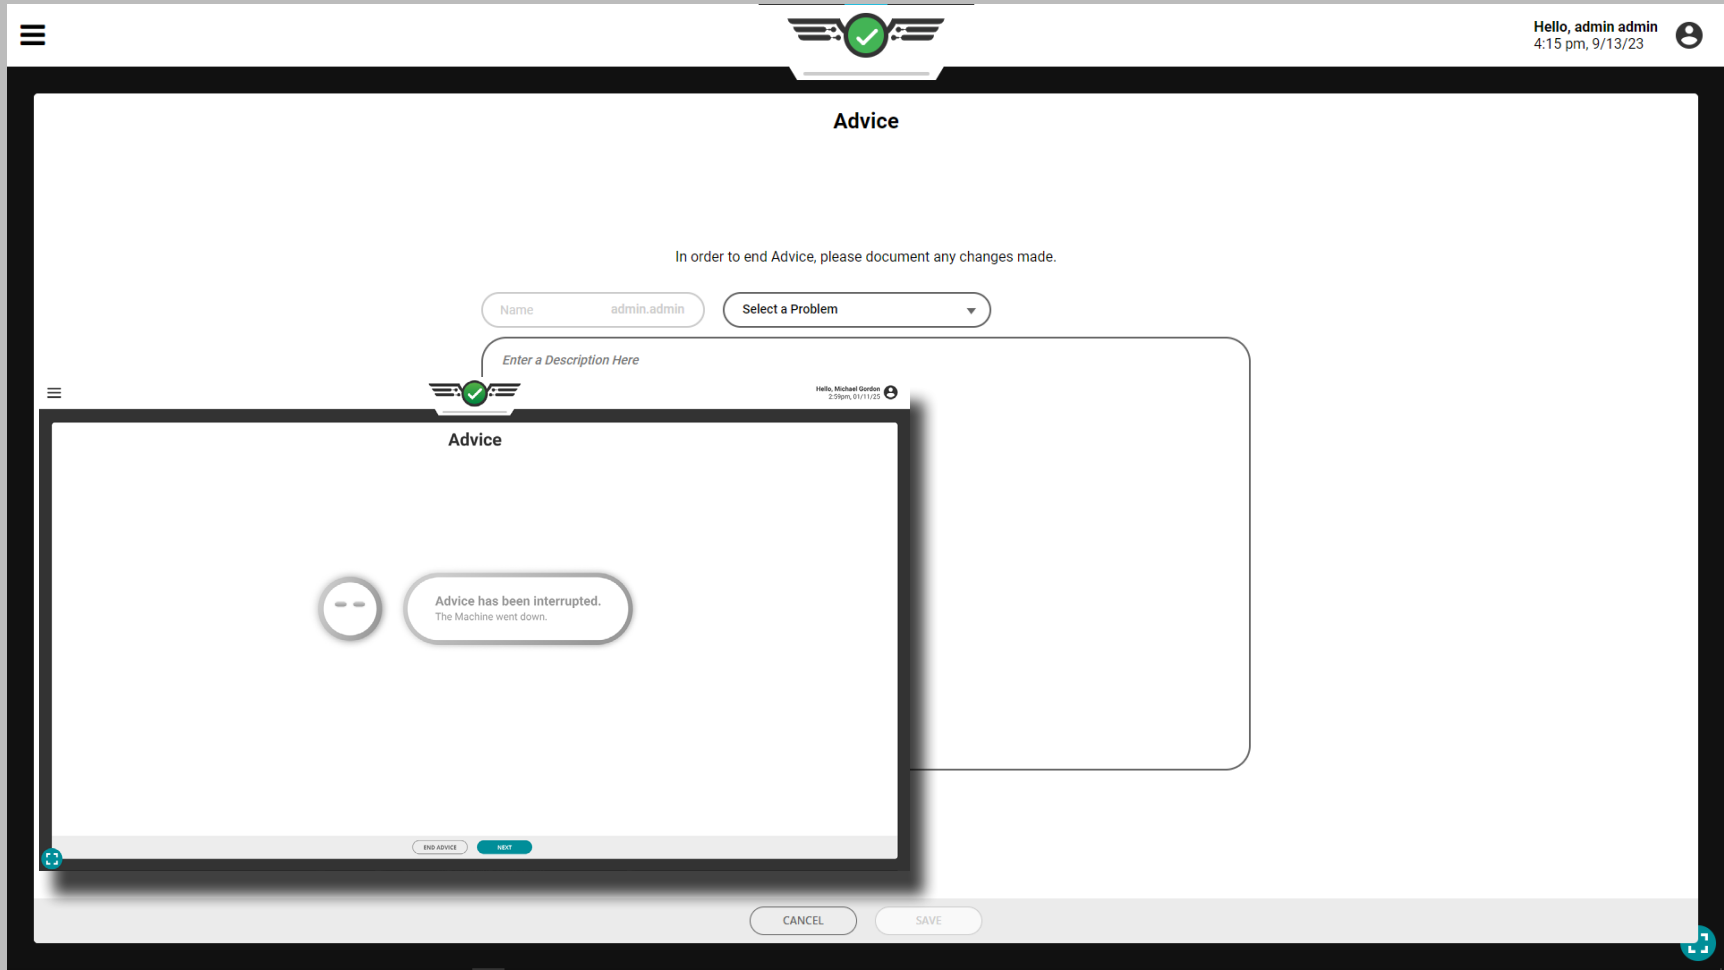 Hello, admin admin
4:15 pm, 9/13/23
Advice
In order to end Advice, please document any changes made.
Name admin.admin
Select a Problem
Enter a Description Here
Hello, Michael Gordon
2:59pm, 01/11/25
Advice
Advice has been interrupted.
The Machine went down.
END ADVICE NEXT
CANCEL SAVE